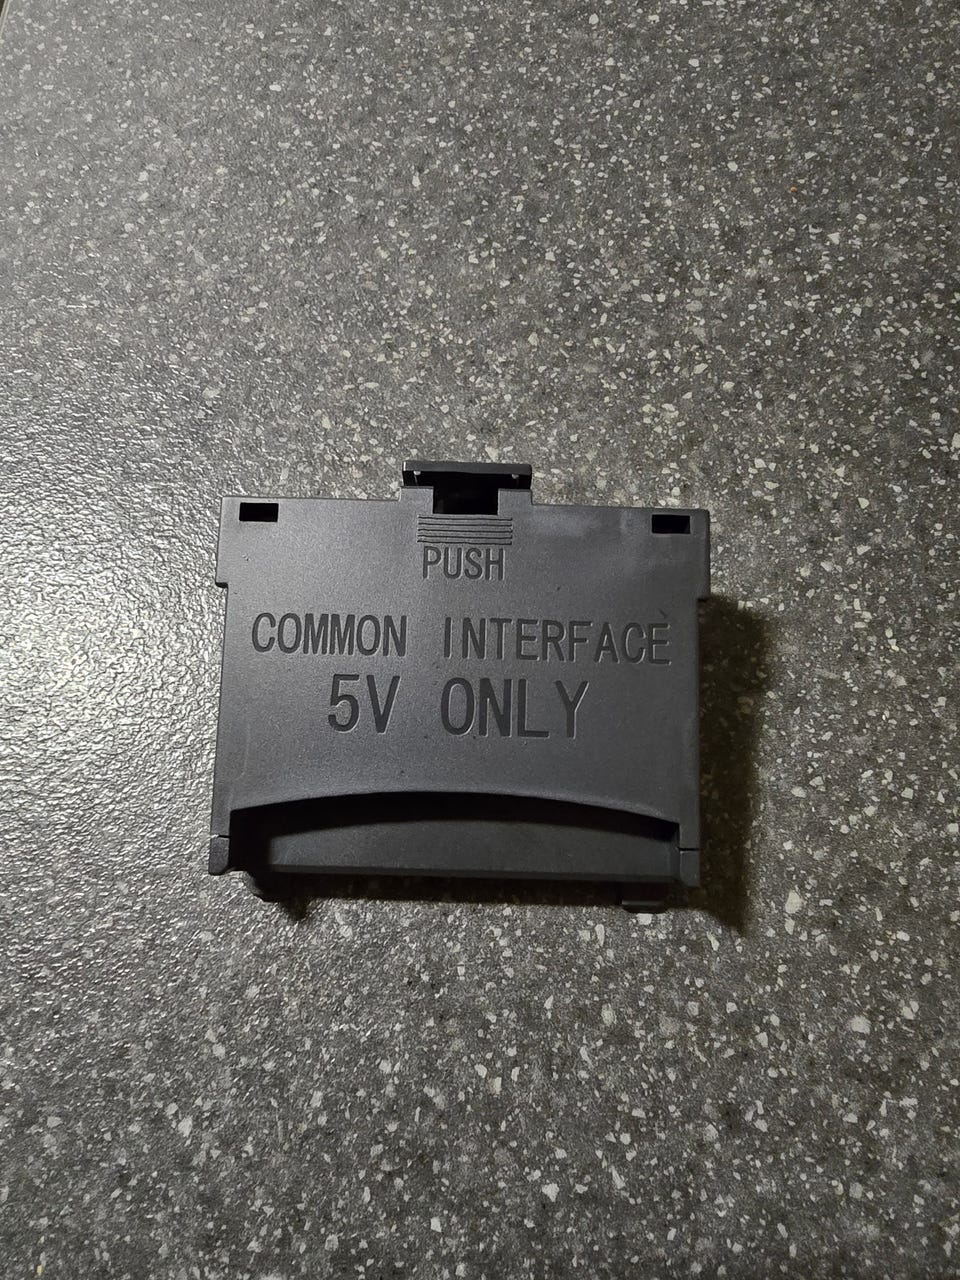 PUSH
COMMON INTERFACE
5V ONLY